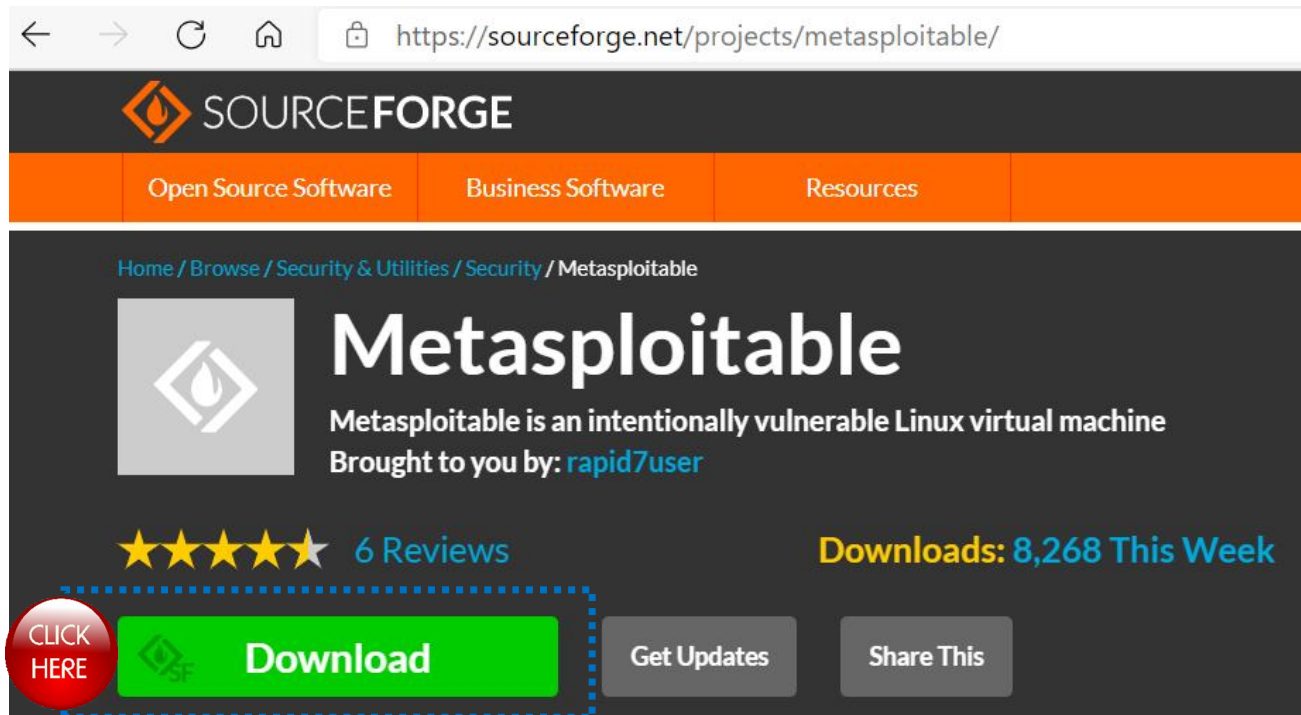 https://sourceforge.net/projects/metasploitable/
SOURCEFORGE
Open Source Software Business Software Resources
Home / Browse / Security & Utilities / Security / Metasploitable
Metasploitable
Metasploitable is an intentionally vulnerable Linux virtual machine
Brought to you by: rapid7user
6 Reviews Downloads: 8,268 This Week
CLICK
HERE
SF Download Get Updates Share This